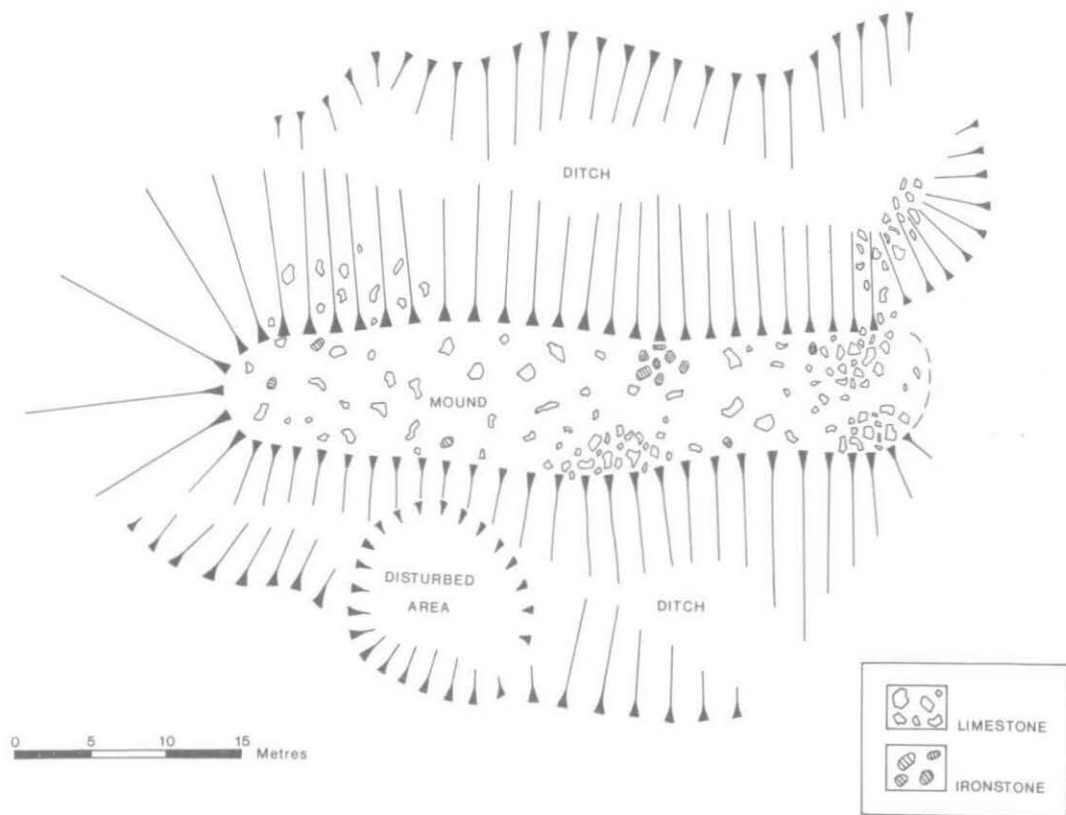 DITCH
MOUND
DISTURBED
AREA
DITCH
0 5 10 15
Metres
LIMESTONE
IRONSTONE